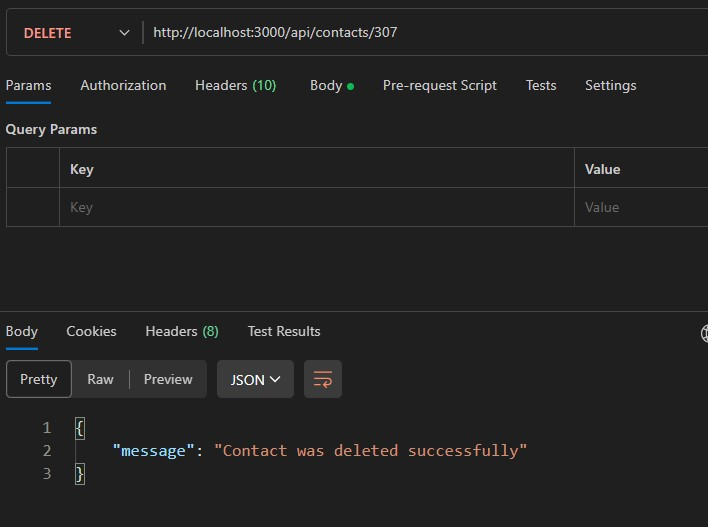 DELETE http://localhost:3000/api/contacts/307
Params Authorization Headers (10) Body Pre-request Script Tests Settings
Query Params
Key Value
Key Value
Body Cookies Headers (8) Test Results
Pretty Raw Preview JSON
1 {
2 "message": "Contact was deleted successfully"
3 }